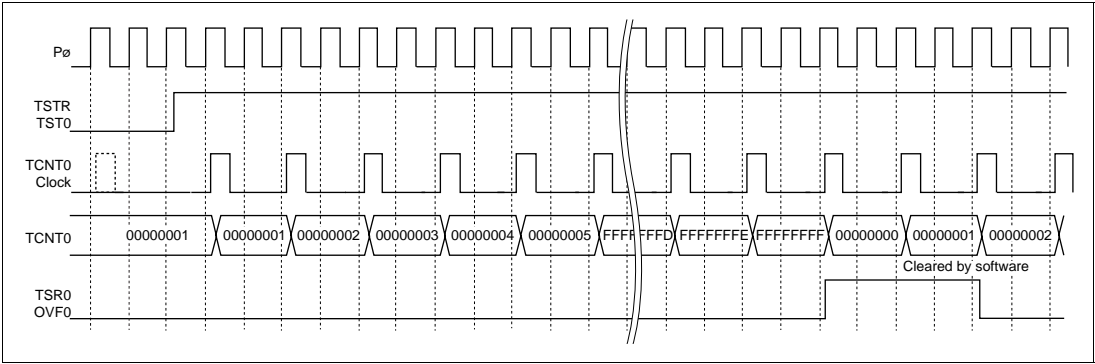 Pø
TSTR
TST0
TCNT0
Clock
TCNT0 00000001 00000001 00000002 00000003 00000004 00000005 FFFFFFFD FFFFFFFE FFFFFFFF 00000000 00000001 00000002
Cleared by software
TSR0
OVF0